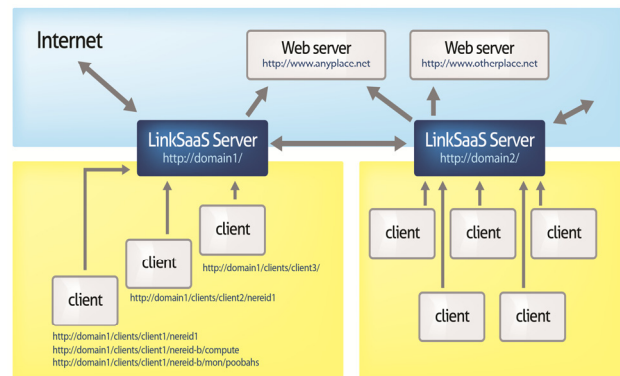 Internet
Web server
http://www.anyplace.net
Web server
http://www.otherplace.net
LinkSaaS Server
http://domain1/
LinkSaaS Server
http://domain2/
client
http://domain1/clients/client3/
client
http://domain1/clients/client2/nereid1
client
http://domain1/clients/client1/nereid1
http://domain1/clients/client1/nereid-b/compute
http://domain1/clients/client1/nereid-b/mon/poobahs
client
client
client
client
client